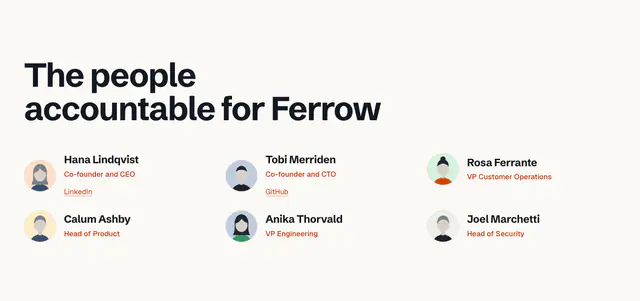 The people
accountable for Ferrow
Hana Lindqvist
Co-founder and CEO
LinkedIn
Tobi Merriden
Co-founder and CTO
GitHub
Rosa Ferrante
VP Customer Operations
Calum Ashby
Head of Product
Anika Thorvald
VP Engineering
Joel Marchetti
Head of Security